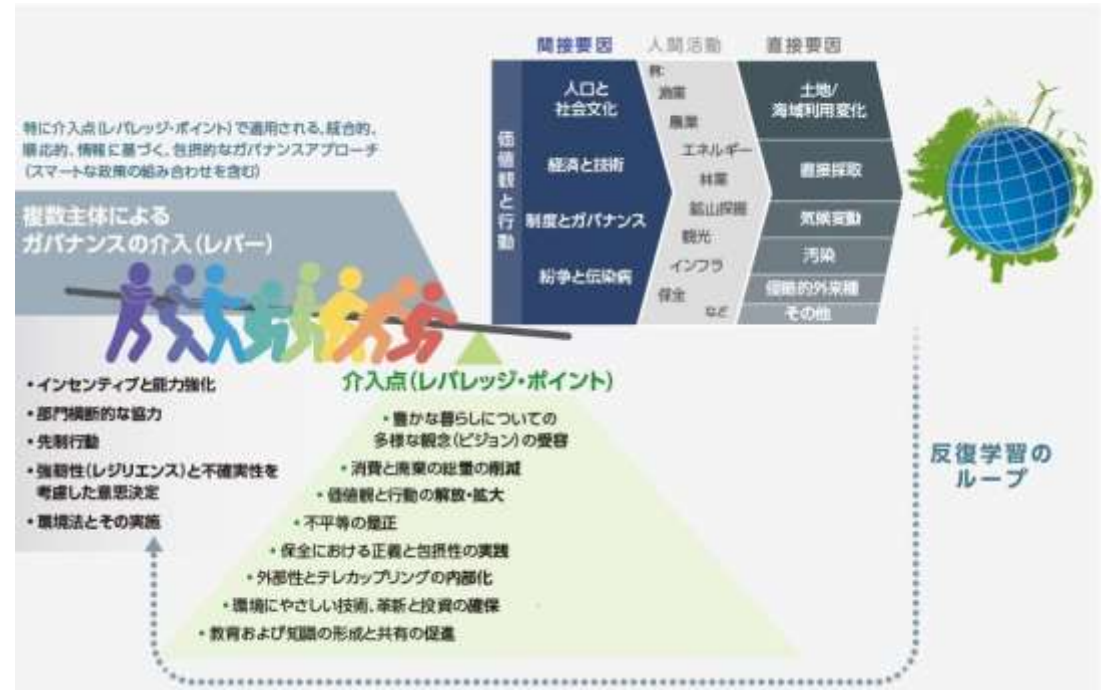 間接要因
人間活動
直接要因
価値観と行動
人口と
社会文化
経済と技術
制度とガバナンス
紛争と伝染病
例:
漁業
農業
エネルギー
林業
鉱山探掘
観光
インフラ
保全
など
土地/
海域利用変化
直接採取
気候変動
汚染
侵略的外来種
その他
特に介入点(レバレッジ・ポイント)で適用される、統合的、
順応的、情報に基づく、包摂的なガバナンスアプローチ
(スマートな政策の組み合わせを含む)
複数主体による
ガバナンスの介入(レバー)
・インセンティブと能力強化
・部門横断的な協力
・先制行動
・強靭性(レジリエンス)と不確実性を
考慮した意思決定
・環境法とその実施
介入点(レバレッジ・ポイント)
・豊かな暮らしについての
多様な観念(ビジョン)の受容
・消費と廃棄の総量の削減
・価値観と行動の解放・拡大
・不平等の是正
・保全における正義と包摂性の実践
・外部性とテレカップリングの内部化
・環境にやさしい技術、革新と投資の確保
・教育および知識の形成と共有の促進
反復学習の
ループ